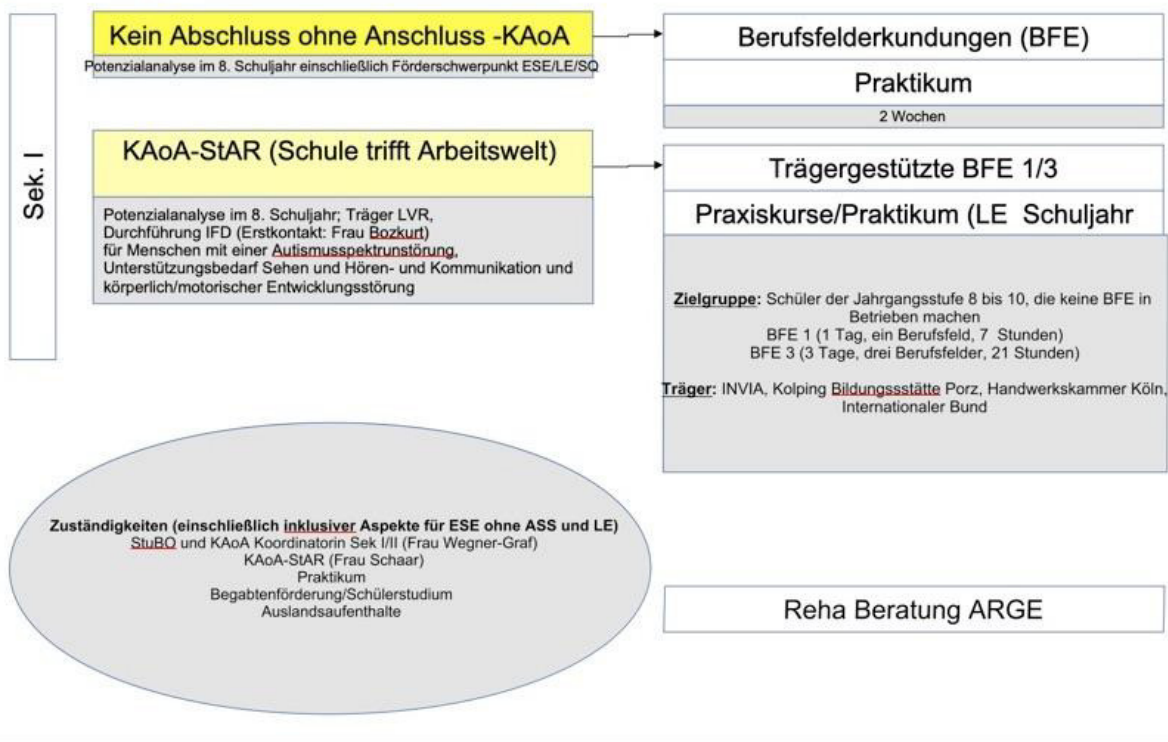 Sek. I
Kein Abschluss ohne Anschluss -KAoA
Potenzialanalyse im 8. Schuljahr einschließlich Förderschwerpunkt ESE/LE/SQ
Berufsfelderkundungen (BFE)
Praktikum
2 Wochen
KAoA-StAR (Schule trifft Arbeitswelt)
Potenzialanalyse im 8. Schuljahr; Träger LVR,
Durchführung IFD (Erstkontakt: Frau Bozkurt)
für Menschen mit einer Autismusspektrunstörung,
Unterstützungsbedarf Sehen und Hören- und Kommunikation und
körperlich/motorischer Entwicklungsstörung
Trägergestützte BFE 1/3
Praxiskurse/Praktikum (LE  Schuljahr
Zielgruppe: Schüler der Jahrgangsstufe 8 bis 10, die keine BFE in
Betrieben machen
BFE 1 (1 Tag, ein Berufsfeld, 7  Stunden)
BFE 3 (3 Tage, drei Berufsfelder, 21 Stunden)
Träger: INVIA, Kolping Bildungssstätte Porz, Handwerkskammer Köln,
Internationaler Bund
Zuständigkeiten (einschließlich inklusiver Aspekte für ESE ohne ASS und LE)
StuBO und KAoA Koordinatorin Sek I/II (Frau Wegner-Graf)
KAoA-StAR (Frau Schaar)
Praktikum
Begabtenförderung/Schülerstudium
Auslandsaufenthalte
Reha Beratung ARGE